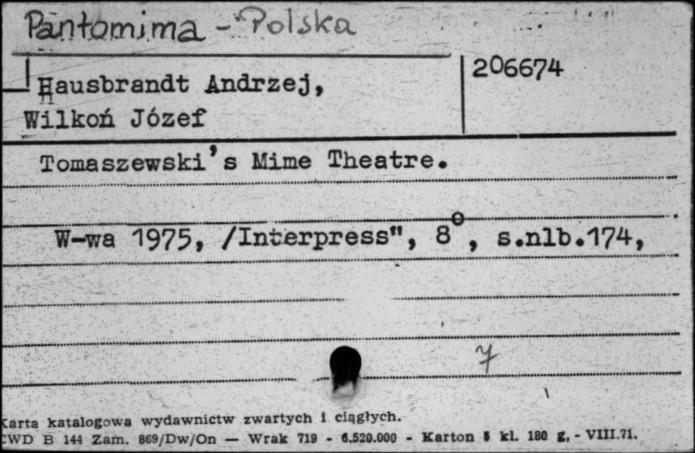 Pantomima - Polska
206674
Hausbrandt Andrzej,
Wilkoń Józef
Tomaszewski's Mime Theatre.
W-wa 1975, /Interpress", 8°, s.nlb.174,
7
Karta katalogowa wydawnictw zwartych i ciągłych.
CWD B 144 Zam. 869/Dw/On — Wrak 719 - 6.520.000 - Karton kl. 180 g, - VIII.71.